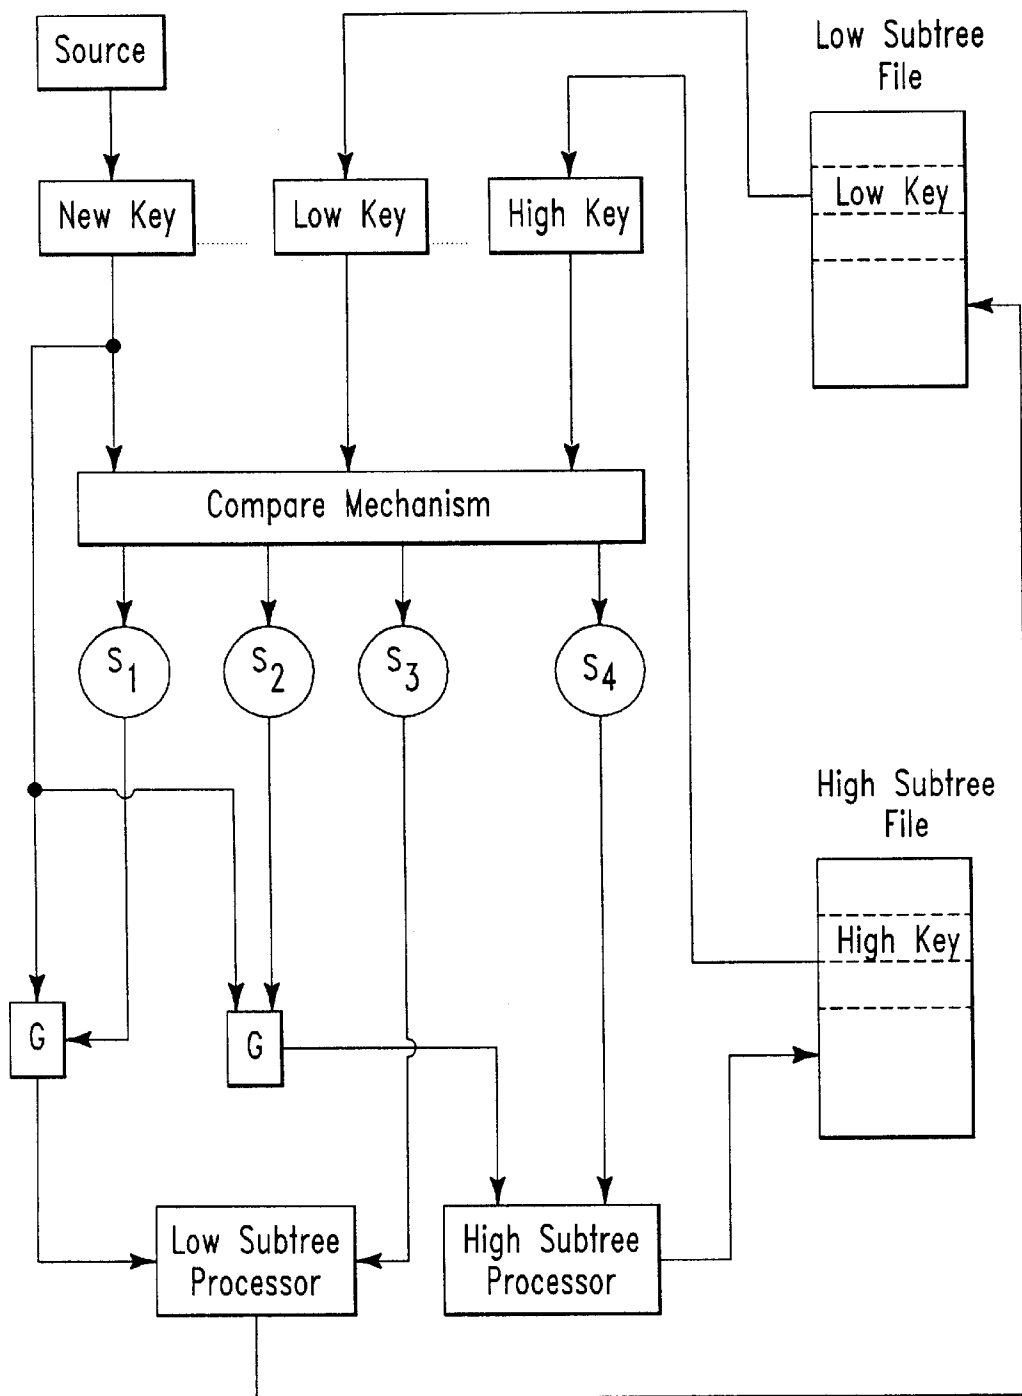 Source
Low Subtree
File
New Key
Low Key
High Key
Low Key
Compare Mechanism
S1
S2
S3
S4
High Subtree
File
High Key
G
G
Low Subtree
Processor
High Subtree
Processor